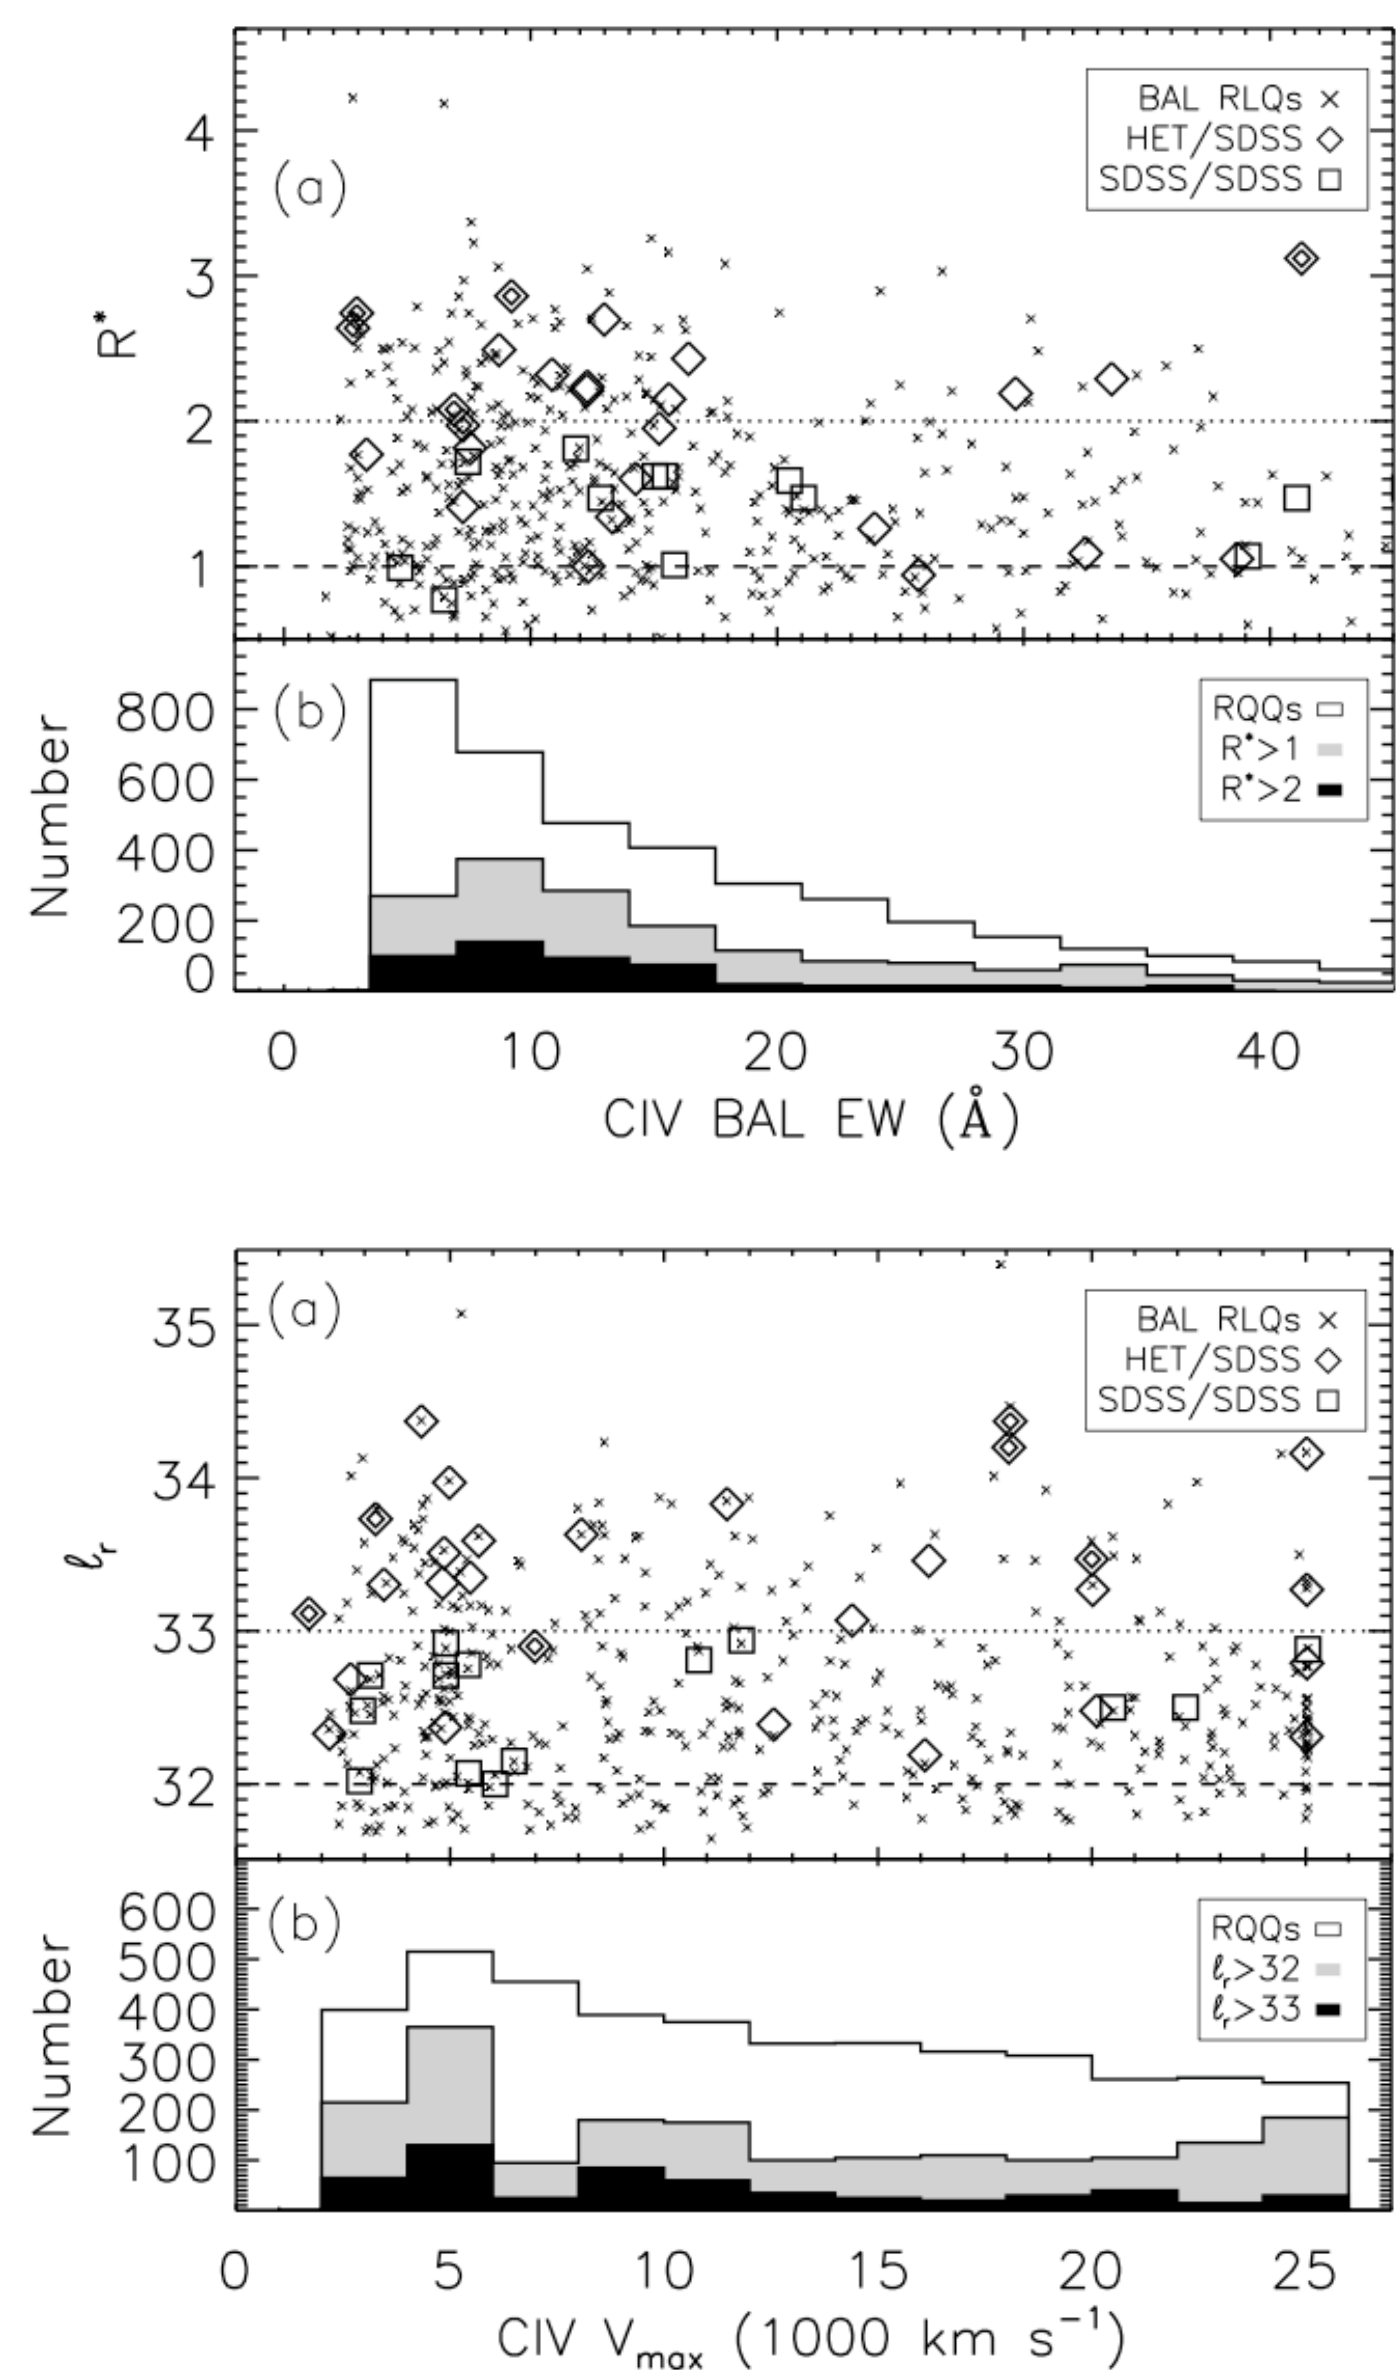 (a)
BAL RLQs
HET/SDSS
SDSS/SDSS
4
3
2
1
R*
(b)
RQQs
R*>1
R*>2
800
600
400
200
0
Number
0 10 20 30 40
CIV BAL EW (Å)
(a)
BAL RLQs
HET/SDSS
SDSS/SDSS
35
34
33
32
ℓr
(b)
RQQs
ℓr>32
ℓr>33
600
500
400
300
200
100
Number
0 5 10 15 20 25
CIV Vmax (1000 km s⁻¹)